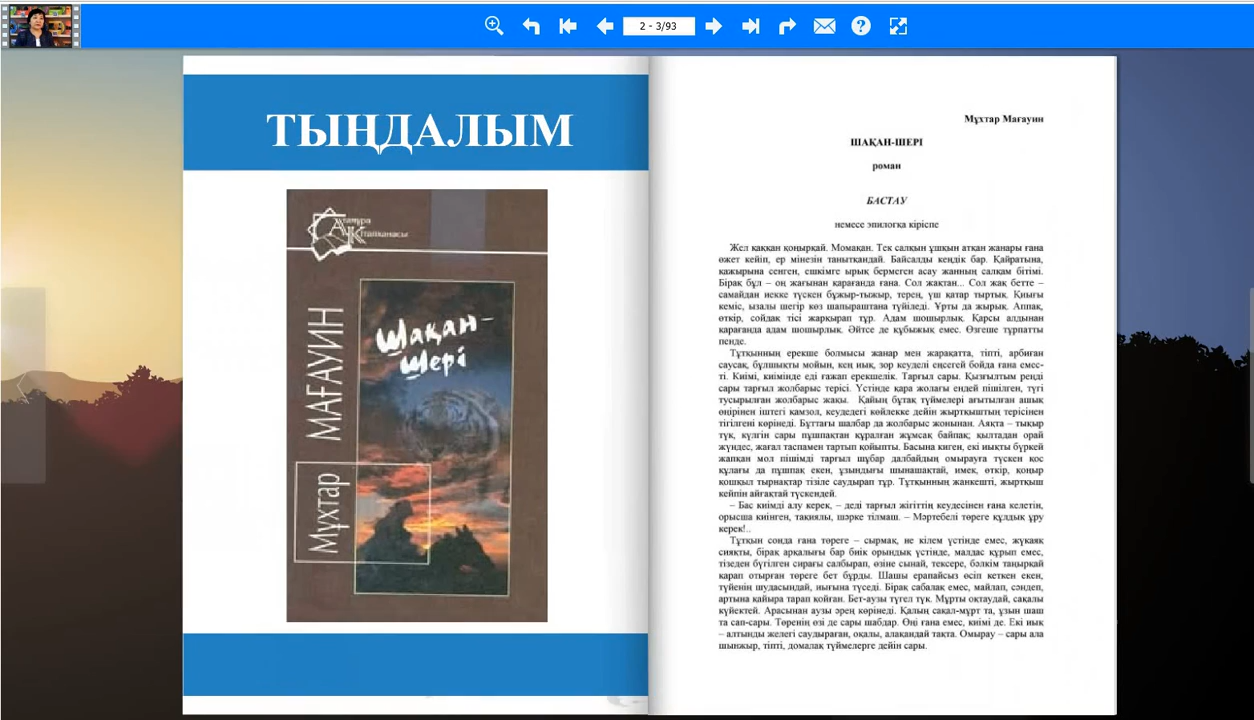 2 - 3/93
ТЫҢДАЛЫМ
Атамұра
Кітапханасы
Шақан-
Шері
Мұхтар МАҒАУИН
Мұхтар Мағауин
ШАҚАН-ШЕРІ
роман
БАСТАУ
немесе эпилогқа кіріспе
Жел қаққан қоңырқай. Момақан. Тек салқын ұшқын атқан жанары ғана
өжет кейіп, ер мінезін танытқандай. Байсалды кеңдік бар. Қайратына,
қажырына сенген, ешкімге ырық бермеген асау жанның салқам бітімі.
Бірақ бұл – оң жағынан қарағанда ғана. Сол жақтан... Сол жақ бетте –
самайдан иекке түскен бұжыр-тыжыр, терең, үш қатар тыртық. Қиығы
кеміс, ызалы шегір көз шапыраштана түйіледі. Ұрты да жырық. Аппақ,
өткір, сойдақ тісі жарқырап тұр. Адам шошырлық. Қарсы алдынан
қарағанда адам шошырлық. Әйтсе де құбыжық емес. Өзгеше тұрпатты
пенде.
Тұтқынның ерекше болмысы жанар мен жарақатта, тіпті, арбиған
саусақ, бұлшықты мойын, кең иық, зор кеуделі еңсегей бойда ғана емес-
ті. Киімі, киімінде еді ғажап ерекшелік. Тарғыл сары. Қызғылтым реңді
сары тарғыл жолбарыс терісі. Үстінде қара жолағы ендей пішілген, түгі
тусырылған жолбарыс жақы. Қайың бұтақ түймелері ағытылған ашық
өңірінен іштегі қамзол, кеудедегі көйлекке дейін жыртқыштың терісінен
тігілгені көрінеді. Бұттағы шалбар да жолбарыс жонынан. Аяқта – тықыр
түк, күлгін сары пұшпақтан құралған жұмсақ байпақ; қылтадан орай
жүндес, жағал таспамен тартып қойыпты. Басына киген, екі иықты бүркей
жапқан мол пішімді тарғыл шұбар далбайдың омырауға түскен қос
құлағы да пұшпақ екен, ұзындығы шынашақтай, имек, өткір, қоңыр
қошқыл тырнақтар тізіле саудырап тұр. Тұтқынның жанкешті, жыртқыш
кейпін айғақтай түскендей.
– Бас киімді алу керек, – деді тарғыл жігіттің кеудесінен ғана келетін,
орысша киінген, тақиялы, шәрке тілмаш. – Мәртебелі төреге құлдық ұру
керек!..
Тұтқын сонда ғана төреге – сырмақ, не кілем үстінде емес, жүкаяқ
сияқты, бірақ арқалығы бар биік орындық үстінде, малдас құрып емес,
тізеден бүгілген сирағы салбырап, өзіне сынай, тексере, бәлкім таңырқай
қарап отырған төреге бет бұрды. Шашы ерапайсыз өсіп кеткен екен,
түйенің шудасындай, иығына түседі. Бірақ сабалақ емес, майлап, сәндеп,
артына қайыра тарап қойған. Бет-аузы түгел түк. Мұрты оқтаудай, сақалы
күйектей. Арасынан аузы әрең көрінеді. Қалың сақал-мұрт та, ұзын шаш
та сап-сары. Төренің өзі де сары шабдар. Өңі ғана емес, киімі де. Екі иық
– алтынды желегі саудыраған, оқалы, алақандай тақта. Омырау – сары ала
шынжыр, тіпті, домалақ түймелерге дейін сары.